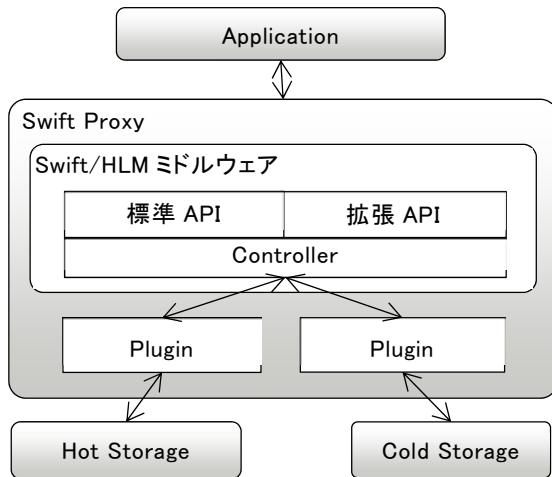 Application
Swift Proxy
Swift/HLM ミドルウェア
標準 API
拡張 API
Controller
Plugin
Plugin
Hot Storage
Cold Storage